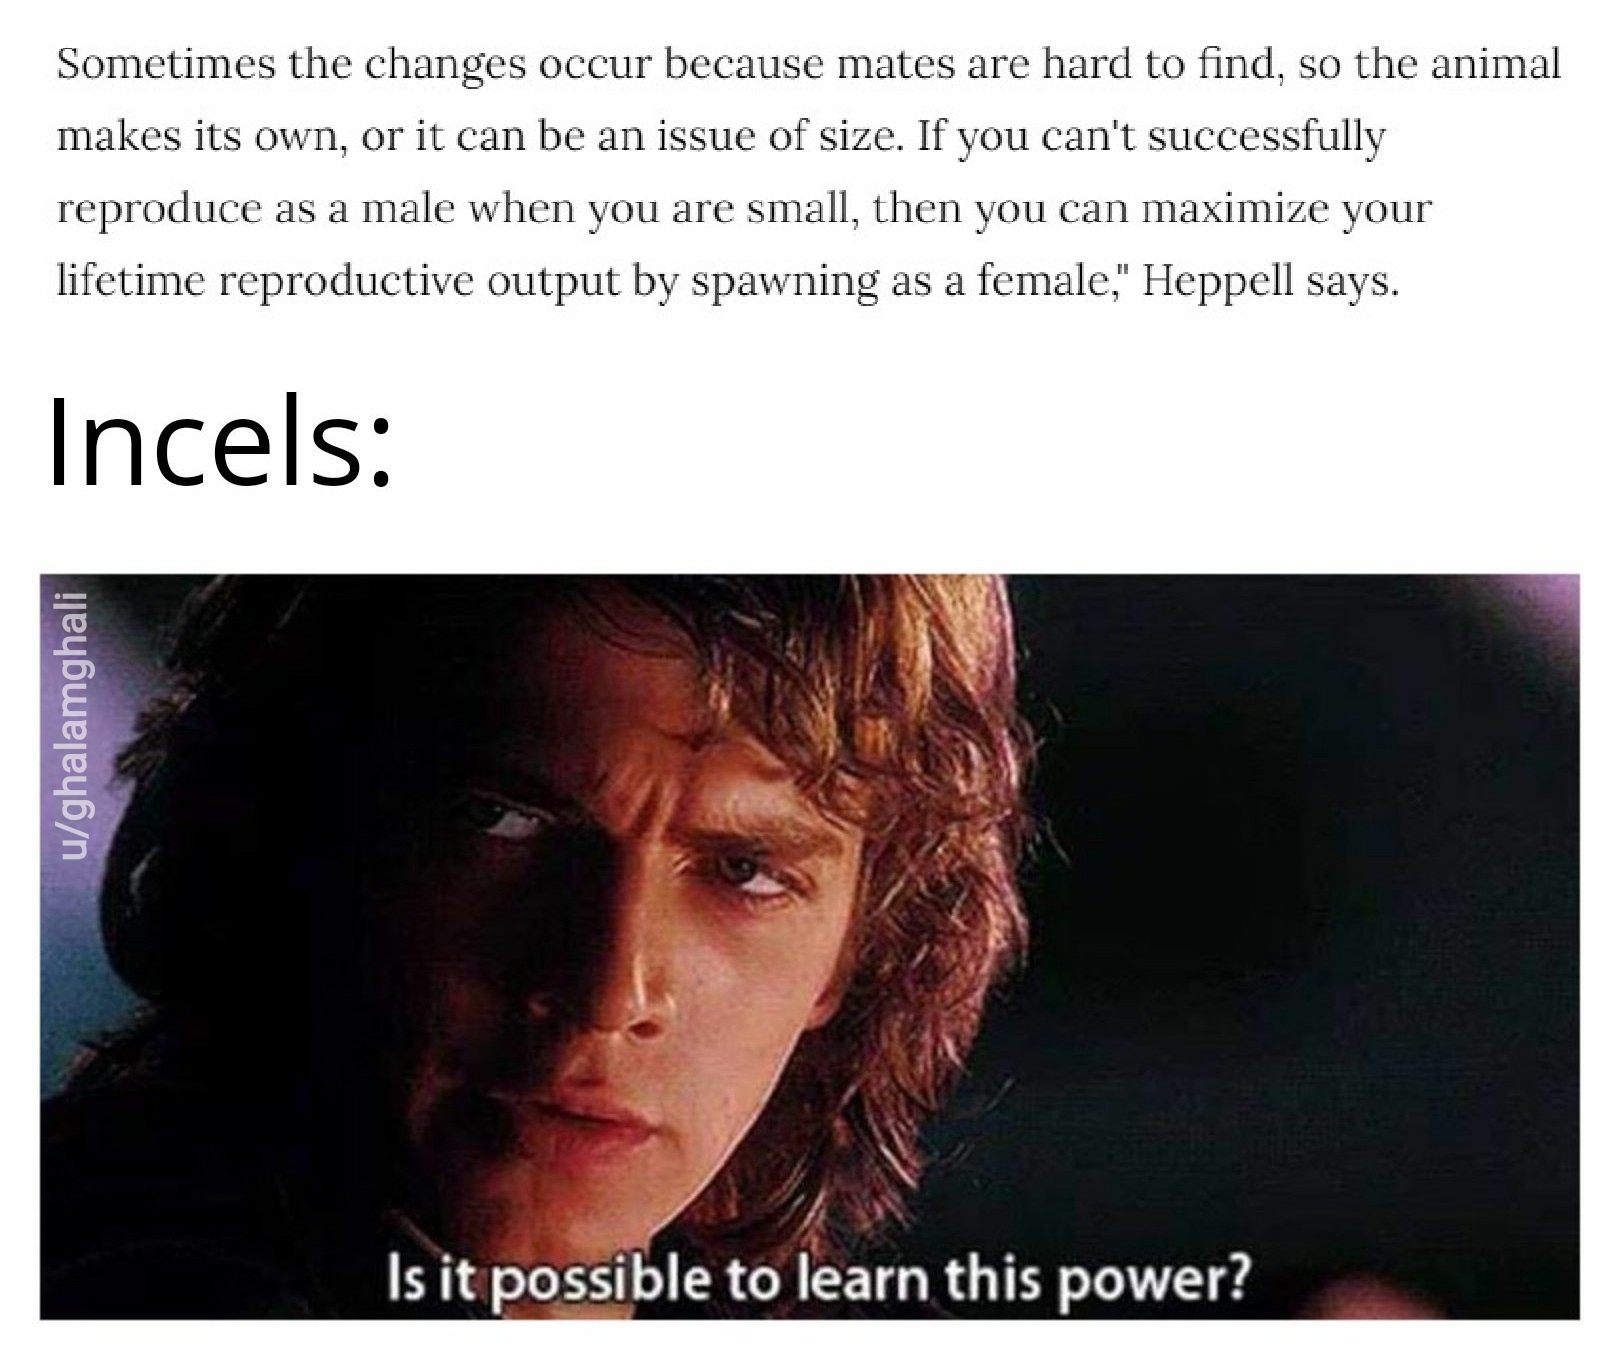 Sometimes the changes occur because mates are hard to find, so the animal
makes its own, or it can be an issue of size. If you can't successfully
reproduce as a male when you are small, then you can maximize your
lifetime reproductive output by spawning as a female," Heppell says.
Incels:
u/ghalamghali
Is it possible to learn this power?